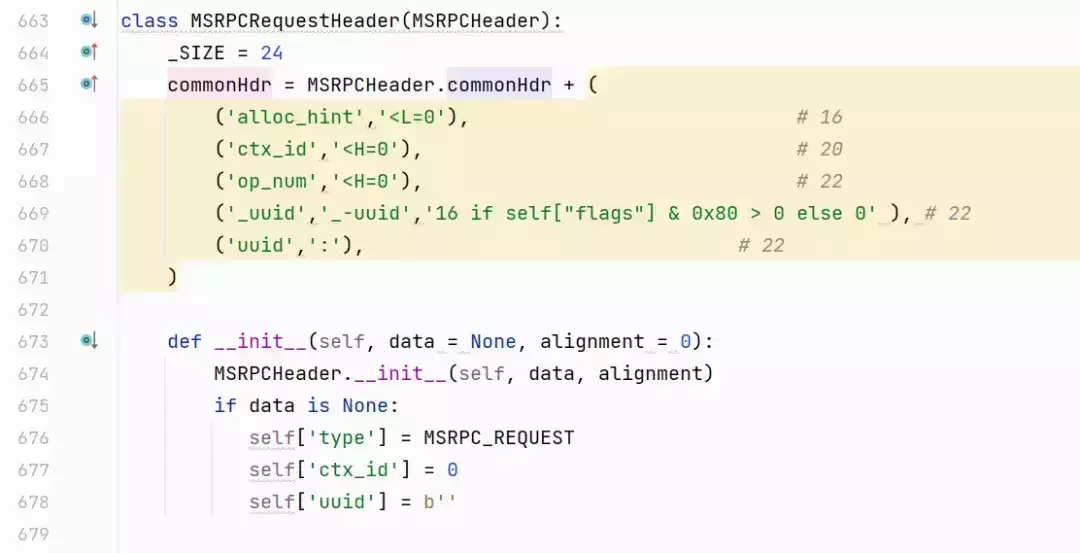 663 class MSRPCRequestHeader(MSRPCHeader):
664     _SIZE = 24
665     commonHdr = MSRPCHeader.commonHdr + (
666         ('alloc_hint','<L=0'),                            # 16
667         ('ctx_id','<H=0'),                                # 20
668         ('op_num','<H=0'),                                # 22
669         ('_uuid','_-uuid','16 if self["flags"] & 0x80 > 0 else 0' ), # 22
670         ('uuid',':'),                                # 22
671     )
672
673     def __init__(self, data = None, alignment = 0):
674         MSRPCHeader.__init__(self, data, alignment)
675         if data is None:
676            self['type'] = MSRPC_REQUEST
677            self['ctx_id'] = 0
678            self['uuid'] = b''
679